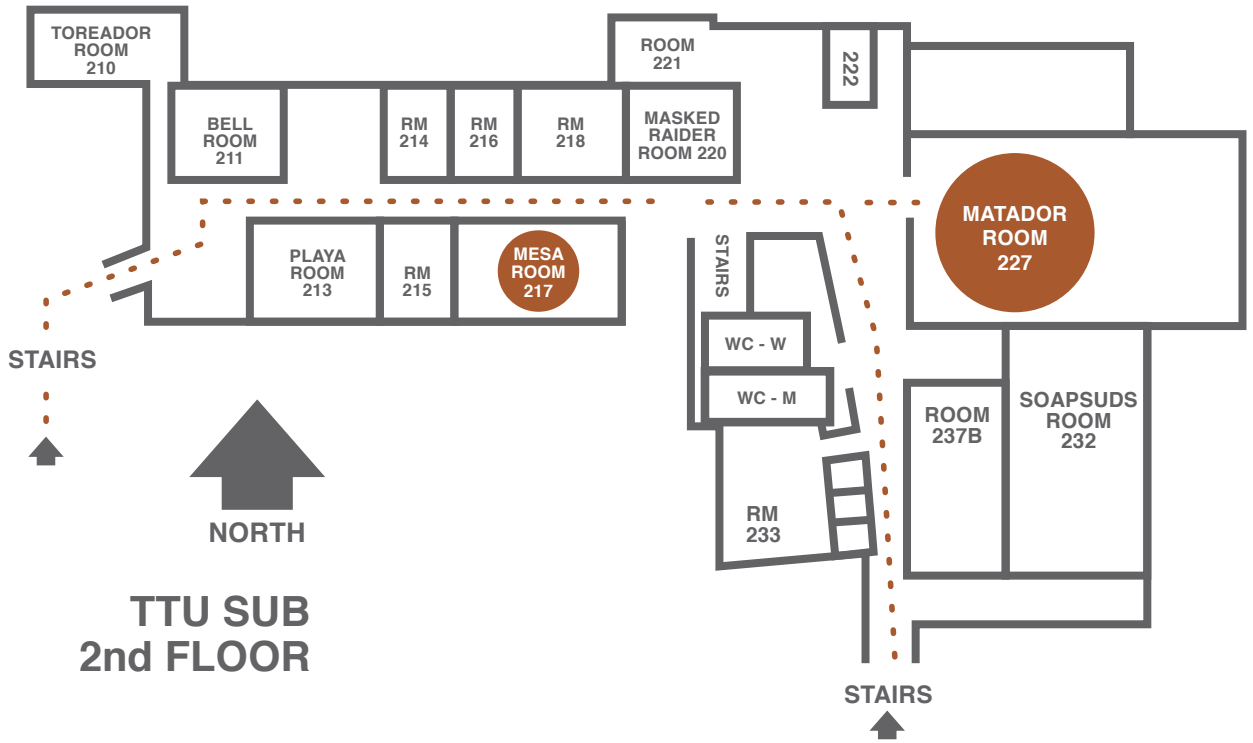 TOREADOR
ROOM
210
ROOM
221
222
BELL
ROOM
211
RM
214
RM
216
RM
218
MASKED
RAIDER
ROOM 220
MATADOR
ROOM
227
PLAYA
ROOM
213
RM
215
MESA
ROOM
217
STAIRS
STAIRS
WC - W
WC - M
ROOM
237B
SOAPSUDS
ROOM
232
RM
233
NORTH
TTU SUB
2nd FLOOR
STAIRS